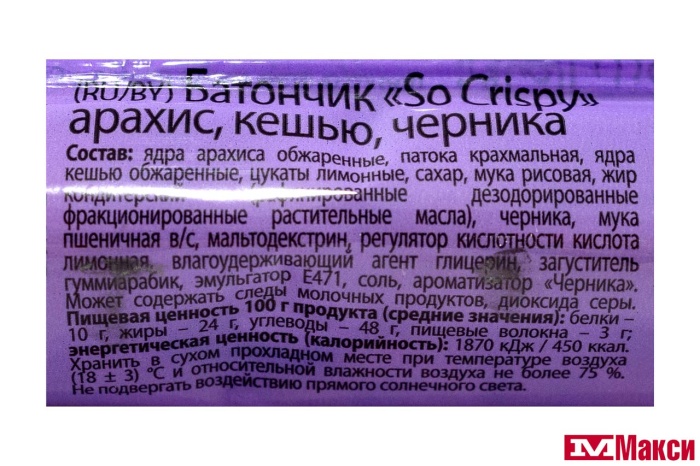 (RU/BY) Батончик «So Crispy»
арахис, кешью, черника
Состав: ядра арахиса обжаренные, патока крахмальная, ядра
кешью обжаренные, цукаты лимонные, сахар, мука рисовая, жир
кондитерский (рафинированные дезодорированные
фракционированные растительные масла), черника, мука
пшеничная в/с, мальтодекстрин, регулятор кислотности кислота
лимонная, влагоудерживающий агент глицерин, загуститель
гуммиарабик, эмульгатор Е471, соль, ароматизатор «Черника».
Может содержать следы молочных продуктов, диоксида серы.
Пищевая ценность 100 г продукта (средние значения): белки –
10 г, жиры – 24 г, углеводы – 48 г, пищевые волокна – 3 г;
энергетическая ценность (калорийность): 1870 кДж / 450 ккал.
Хранить в сухом прохладном месте при температуре воздуха
(18 ± 3) °С и относительной влажности воздуха не более 75 %.
Не подвергать воздействию прямого солнечного света.
Макси